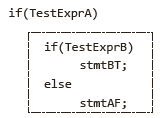 if(TestExprA)
if(TestExprB)
stmtBT;
else
stmtAF;